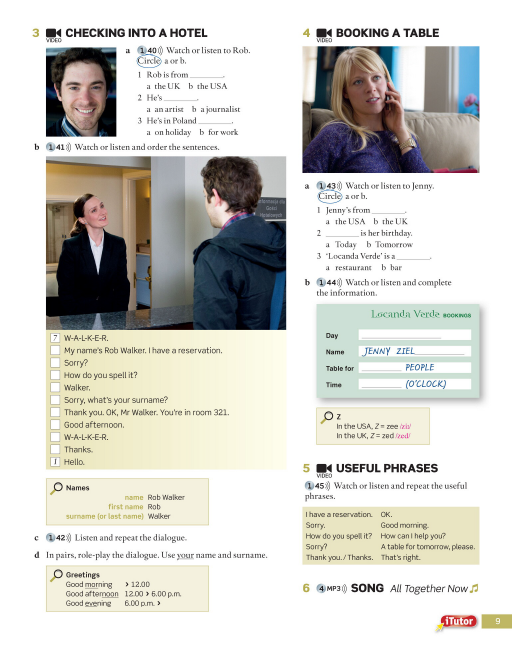 3 VIDEO CHECKING INTO A HOTEL
a 1 40 Watch or listen to Rob.
Circle a or b.
1 Rob is from ________.
a the UK b the USA
2 He's ________.
a an artist b a journalist
3 He's in Poland ________.
a on holiday b for work
b 1 41 Watch or listen and order the sentences.
7 W-A-L-K-E-R.
My name's Rob Walker. I have a reservation.
Sorry?
How do you spell it?
Walker.
Sorry, what's your surname?
Thank you. OK, Mr Walker. You're in room 321.
Good afternoon.
W-A-L-K-E-R.
Thanks.
1 Hello.
Names
name Rob Walker
first name Rob
surname (or last name) Walker
c 1 42 Listen and repeat the dialogue.
d In pairs, role-play the dialogue. Use your name and surname.
Greetings
Good morning > 12.00
Good afternoon 12.00 > 6.00 p.m.
Good evening 6.00 p.m. >
4 VIDEO BOOKING A TABLE
a 1 43 Watch or listen to Jenny.
Circle a or b.
1 Jenny's from ________.
a the USA b the UK
2 ________ is her birthday.
a Today b Tomorrow
3 'Locanda Verde' is a ________.
a restaurant b bar
b 1 44 Watch or listen and complete
the information.
Locanda Verde BOOKINGS
Day
Name JENNY ZIEL
Table for ________ PEOPLE
Time ________ (O'CLOCK)
Z
In the USA, Z = zee /ziː/
In the UK, Z = zed /zed/
5 VIDEO USEFUL PHRASES
1 45 Watch or listen and repeat the useful
phrases.
I have a reservation. OK.
Sorry. Good morning.
How do you spell it? How can I help you?
Sorry? A table for tomorrow, please.
Thank you. / Thanks. That's right.
6 4 MP3 SONG All Together Now
iTutor 9